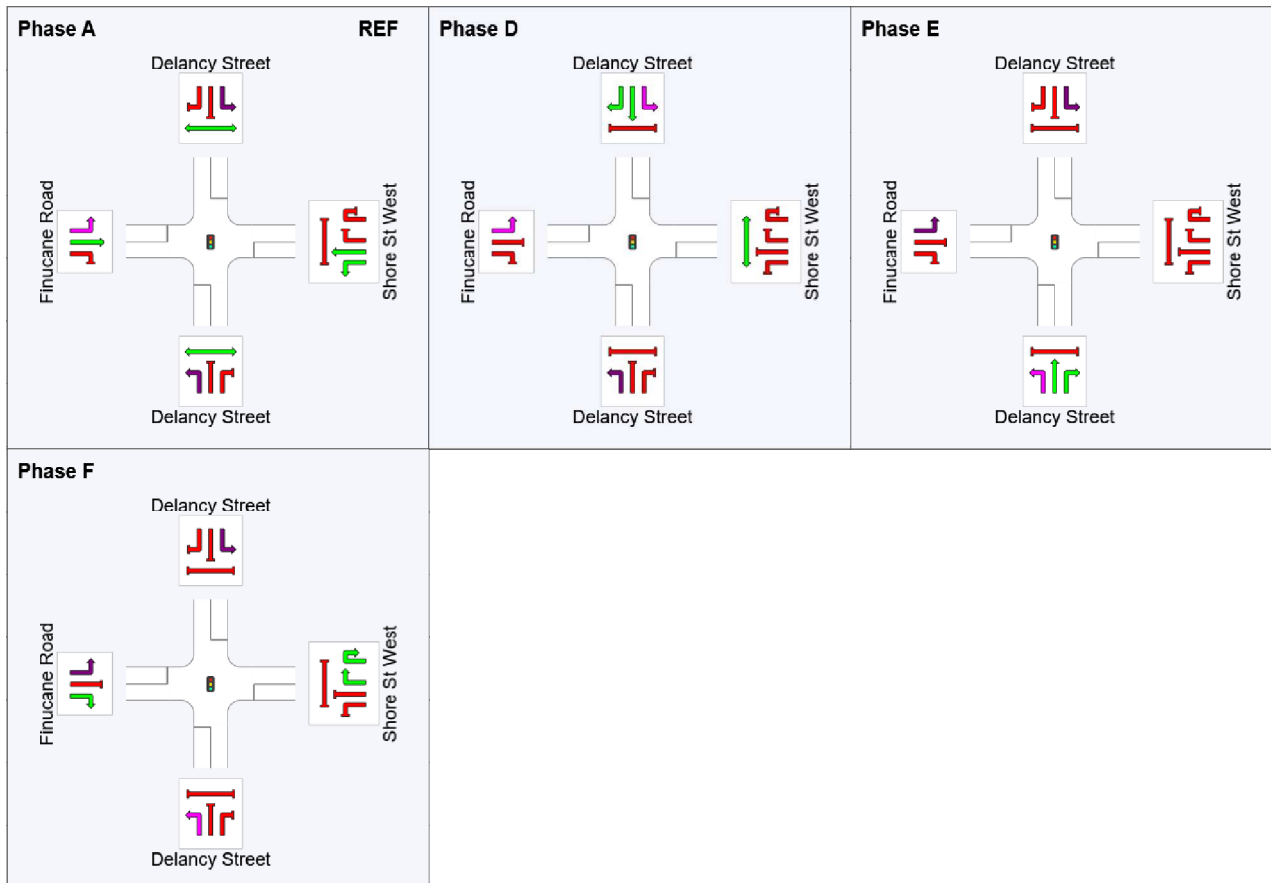 Phase A REF
Delancy Street
Finucane Road
Shore St West
Delancy Street
Phase D
Delancy Street
Finucane Road
Shore St West
Delancy Street
Phase E
Delancy Street
Finucane Road
Shore St West
Delancy Street
Phase F
Delancy Street
Finucane Road
Shore St West
Delancy Street